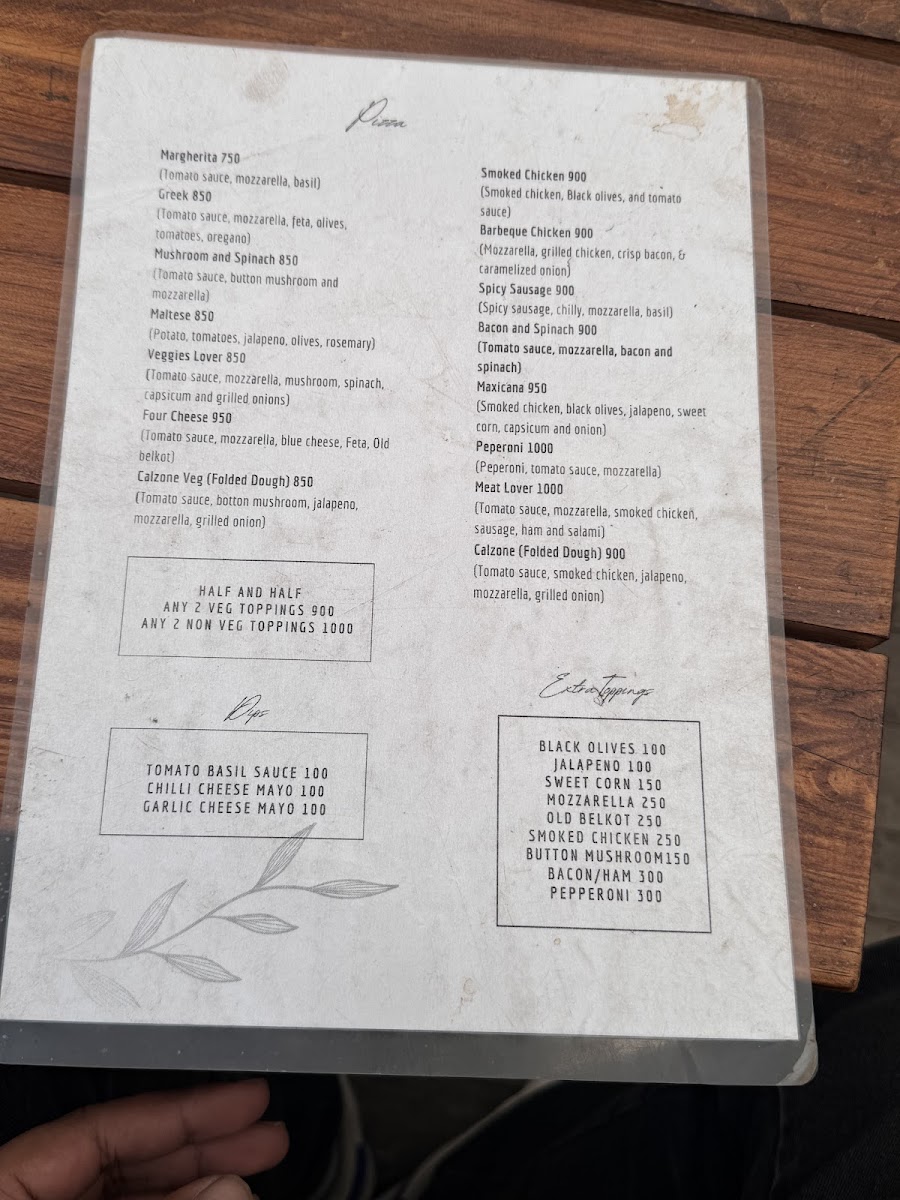 Pizza
Margherita 750
(Tomato sauce, mozzarella, basil)
Greek 850
(Tomato sauce, mozzarella, feta, olives,
tomatoes, oregano)
Mushroom and Spinach 850
(Tomato sauce, button mushroom and
mozzarella)
Maltese 850
(Potato, tomatoes, jalapeno, olives, rosemary)
Veggies Lover 850
(Tomato sauce, mozzarella, mushroom, spinach,
capsicum and grilled onions)
Four Cheese 950
(Tomato sauce, mozzarella, blue cheese, Feta, Old
belkot)
Calzone Veg (Folded Dough) 850
(Tomato sauce, botton mushroom, jalapeno,
mozzarella, grilled onion)
HALF AND HALF
ANY 2 VEG TOPPINGS 900
ANY 2 NON VEG TOPPINGS 1000
Dips
TOMATO BASIL SAUCE 100
CHILLI CHEESE MAYO 100
GARLIC CHEESE MAYO 100
Smoked Chicken 900
(Smoked chicken, Black olives, and tomato
sauce)
Barbeque Chicken 900
(Mozzarella, grilled chicken, crisp bacon, &
caramelized onion)
Spicy Sausage 900
(Spicy sausage, chilly, mozzarella, basil)
Bacon and Spinach 900
(Tomato sauce, mozzarella, bacon and
spinach)
Maxicana 950
(Smoked chicken, black olives, jalapeno, sweet
corn, capsicum and onion)
Peperoni 1000
(Peperoni, tomato sauce, mozzarella)
Meat Lover 1000
(Tomato sauce, mozzarella, smoked chicken,
sausage, ham and salami)
Calzone (Folded Dough) 900
(Tomato sauce, smoked chicken, jalapeno,
mozzarella, grilled onion)
Extra Toppings
BLACK OLIVES 100
JALAPENO 100
SWEET CORN 150
MOZZARELLA 250
OLD BELKOT 250
SMOKED CHICKEN 250
BUTTON MUSHROOM150
BACON/HAM 300
PEPPERONI 300